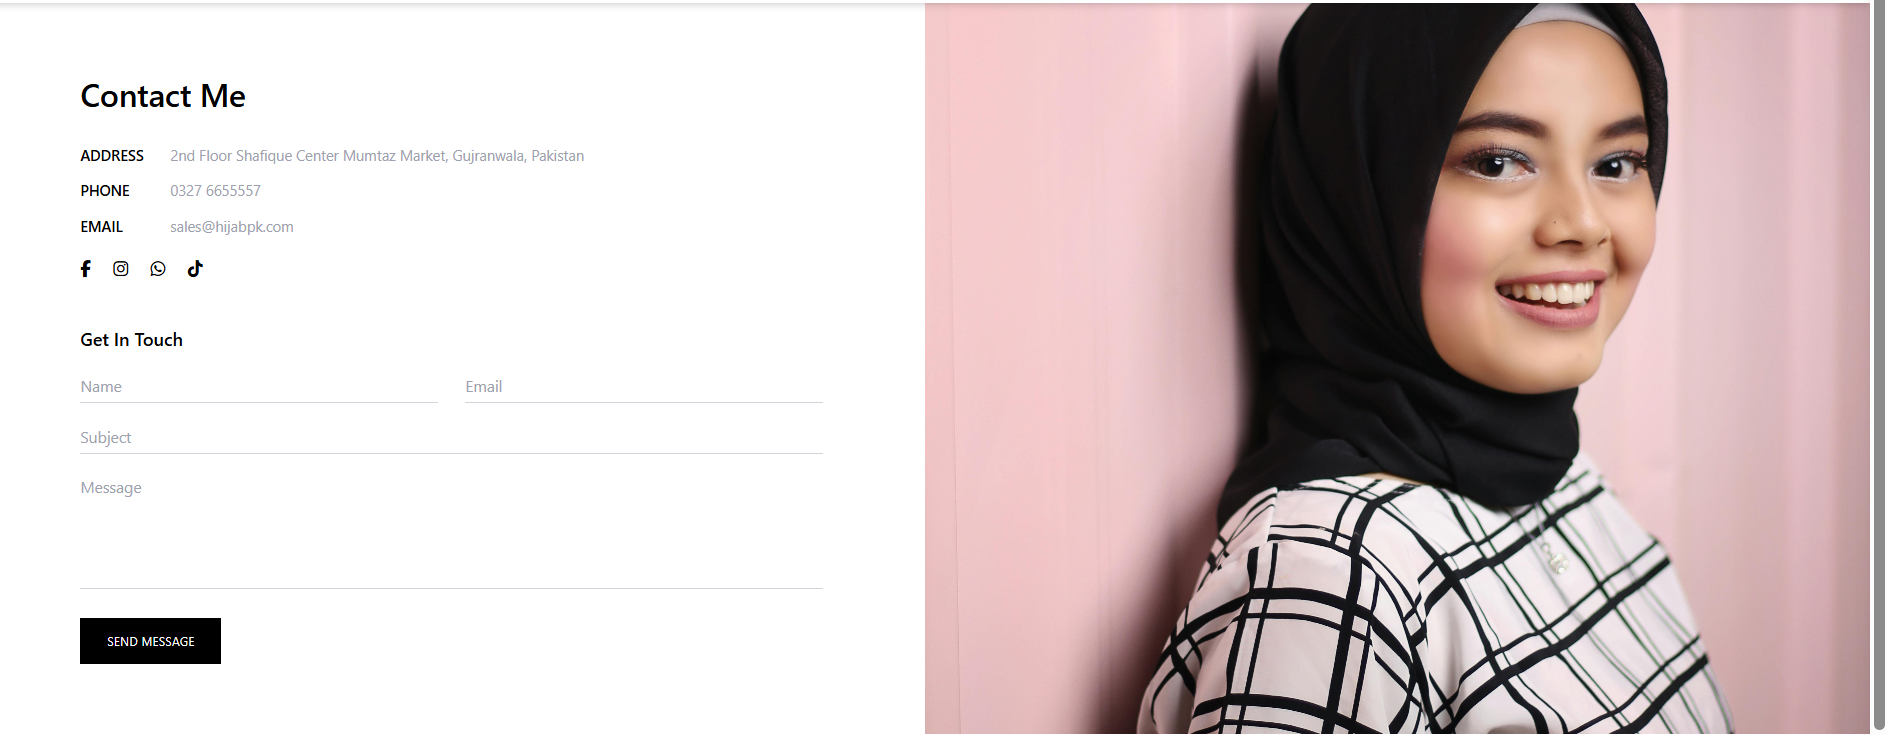 Contact Me
ADDRESS 2nd Floor Shafique Center Mumtaz Market, Gujranwala, Pakistan
PHONE 0327 6655557
EMAIL sales@hijabpk.com
Get In Touch
Name Email
Subject
Message
SEND MESSAGE